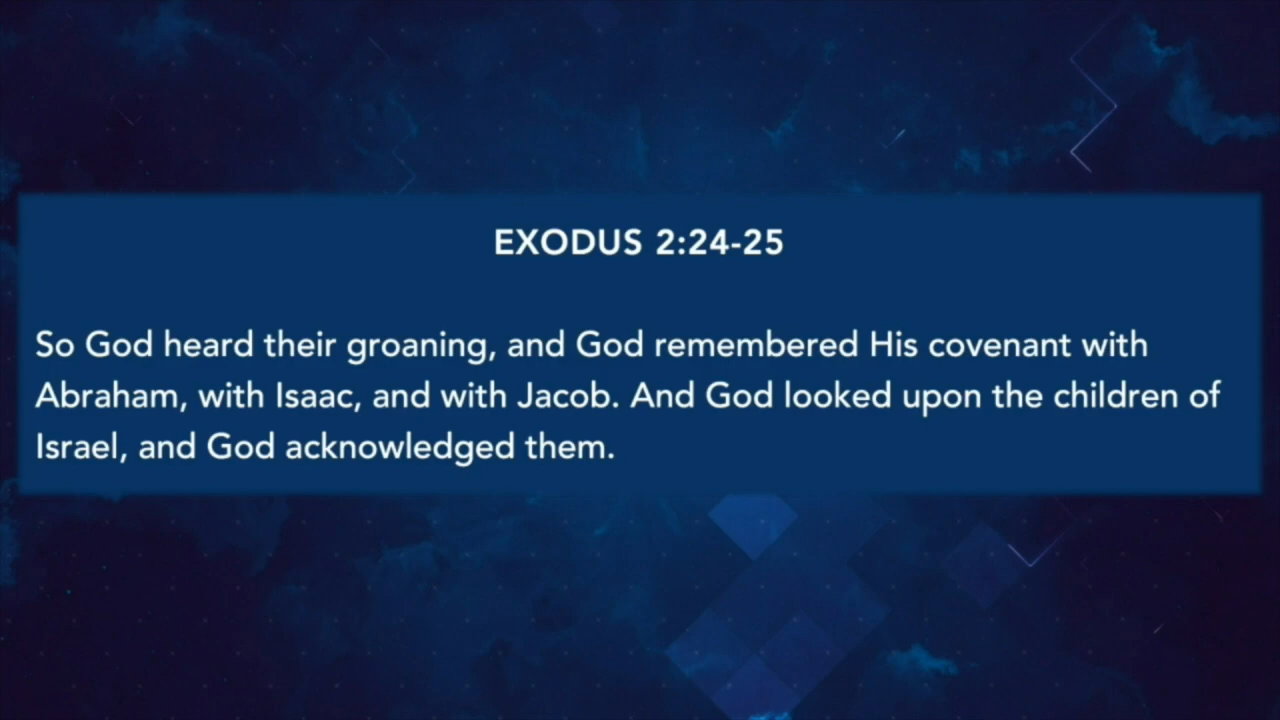 EXODUS 2:24-25
So God heard their groaning, and God remembered His covenant with
Abraham, with Isaac, and with Jacob. And God looked upon the children of
Israel, and God acknowledged them.